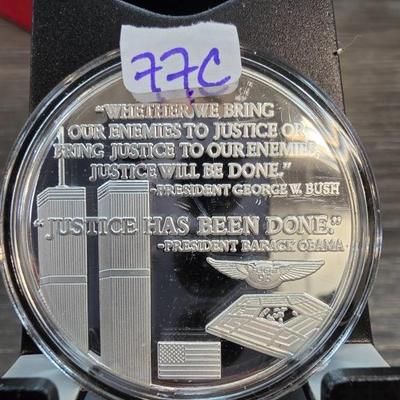 77C
"WHETHER WE BRING
OUR ENEMIES TO JUSTICE OR
BRING JUSTICE TO OUR ENEMIES,
JUSTICE WILL BE DONE."
-PRESIDENT GEORGE W. BUSH
"JUSTICE HAS BEEN DONE."
-PRESIDENT BARACK OBAMA